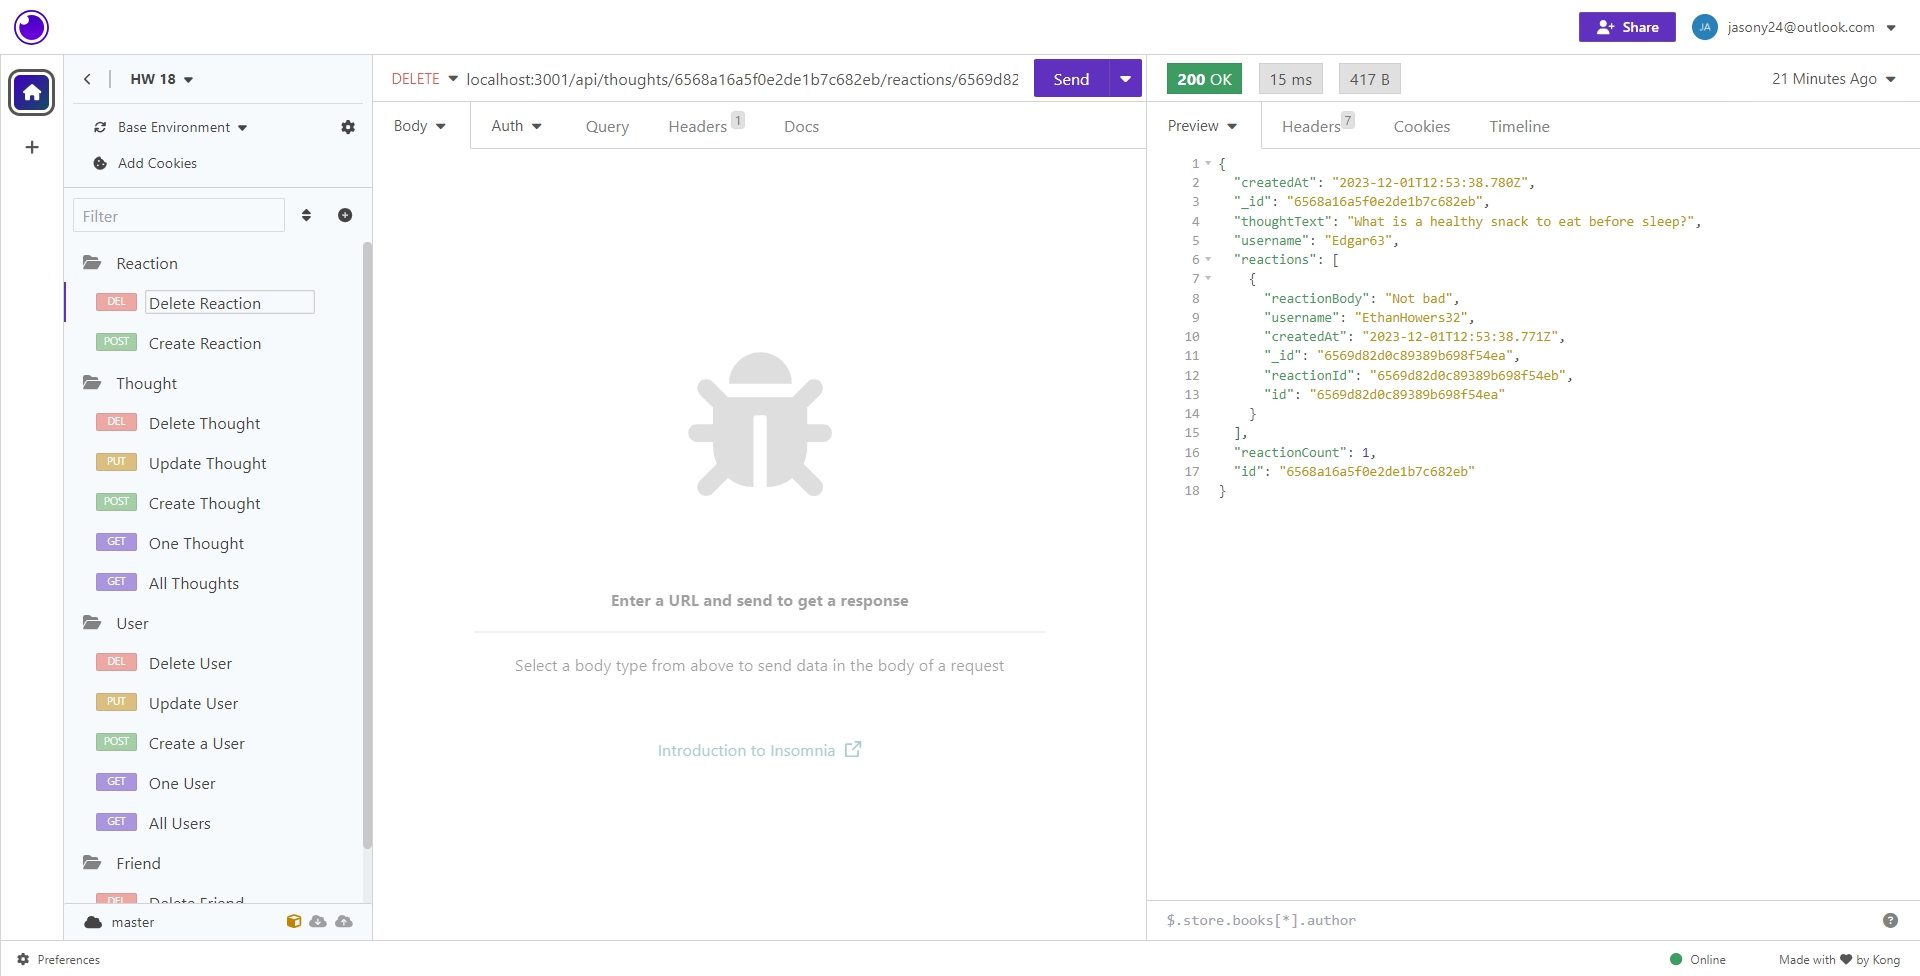 Share
JA
jasony24@outlook.com
HW 18
Base Environment
Add Cookies
Filter
Reaction
DEL Delete Reaction
POST Create Reaction
Thought
DEL Delete Thought
PUT Update Thought
POST Create Thought
GET One Thought
GET All Thoughts
User
DEL Delete User
PUT Update User
POST Create a User
GET One User
GET All Users
Friend
DEL Delete Friend
master
DELETE localhost:3001/api/thoughts/6568a16a5f0e2de1b7c682eb/reactions/6569d82 Send
Body Auth Query Headers 1 Docs
Enter a URL and send to get a response
Select a body type from above to send data in the body of a request
Introduction to Insomnia
200 OK 15 ms 417 B 21 Minutes Ago
Preview Headers 7 Cookies Timeline
1 {
2 "createdAt": "2023-12-01T12:53:38.780Z",
3 "_id": "6568a16a5f0e2de1b7c682eb",
4 "thoughtText": "What is a healthy snack to eat before sleep?",
5 "username": "Edgar63",
6 "reactions": [
7 {
8 "reactionBody": "Not bad",
9 "username": "EthanHowers32",
10 "createdAt": "2023-12-01T12:53:38.771Z",
11 "_id": "6569d82d0c89389b698f54ea",
12 "reactionId": "6569d82d0c89389b698f54eb",
13 "id": "6569d82d0c89389b698f54ea"
14 }
15 ],
16 "reactionCount": 1,
17 "id": "6568a16a5f0e2de1b7c682eb"
18 }
$.store.books[*].author
?
Preferences
Online
Made with ♥ by Kong